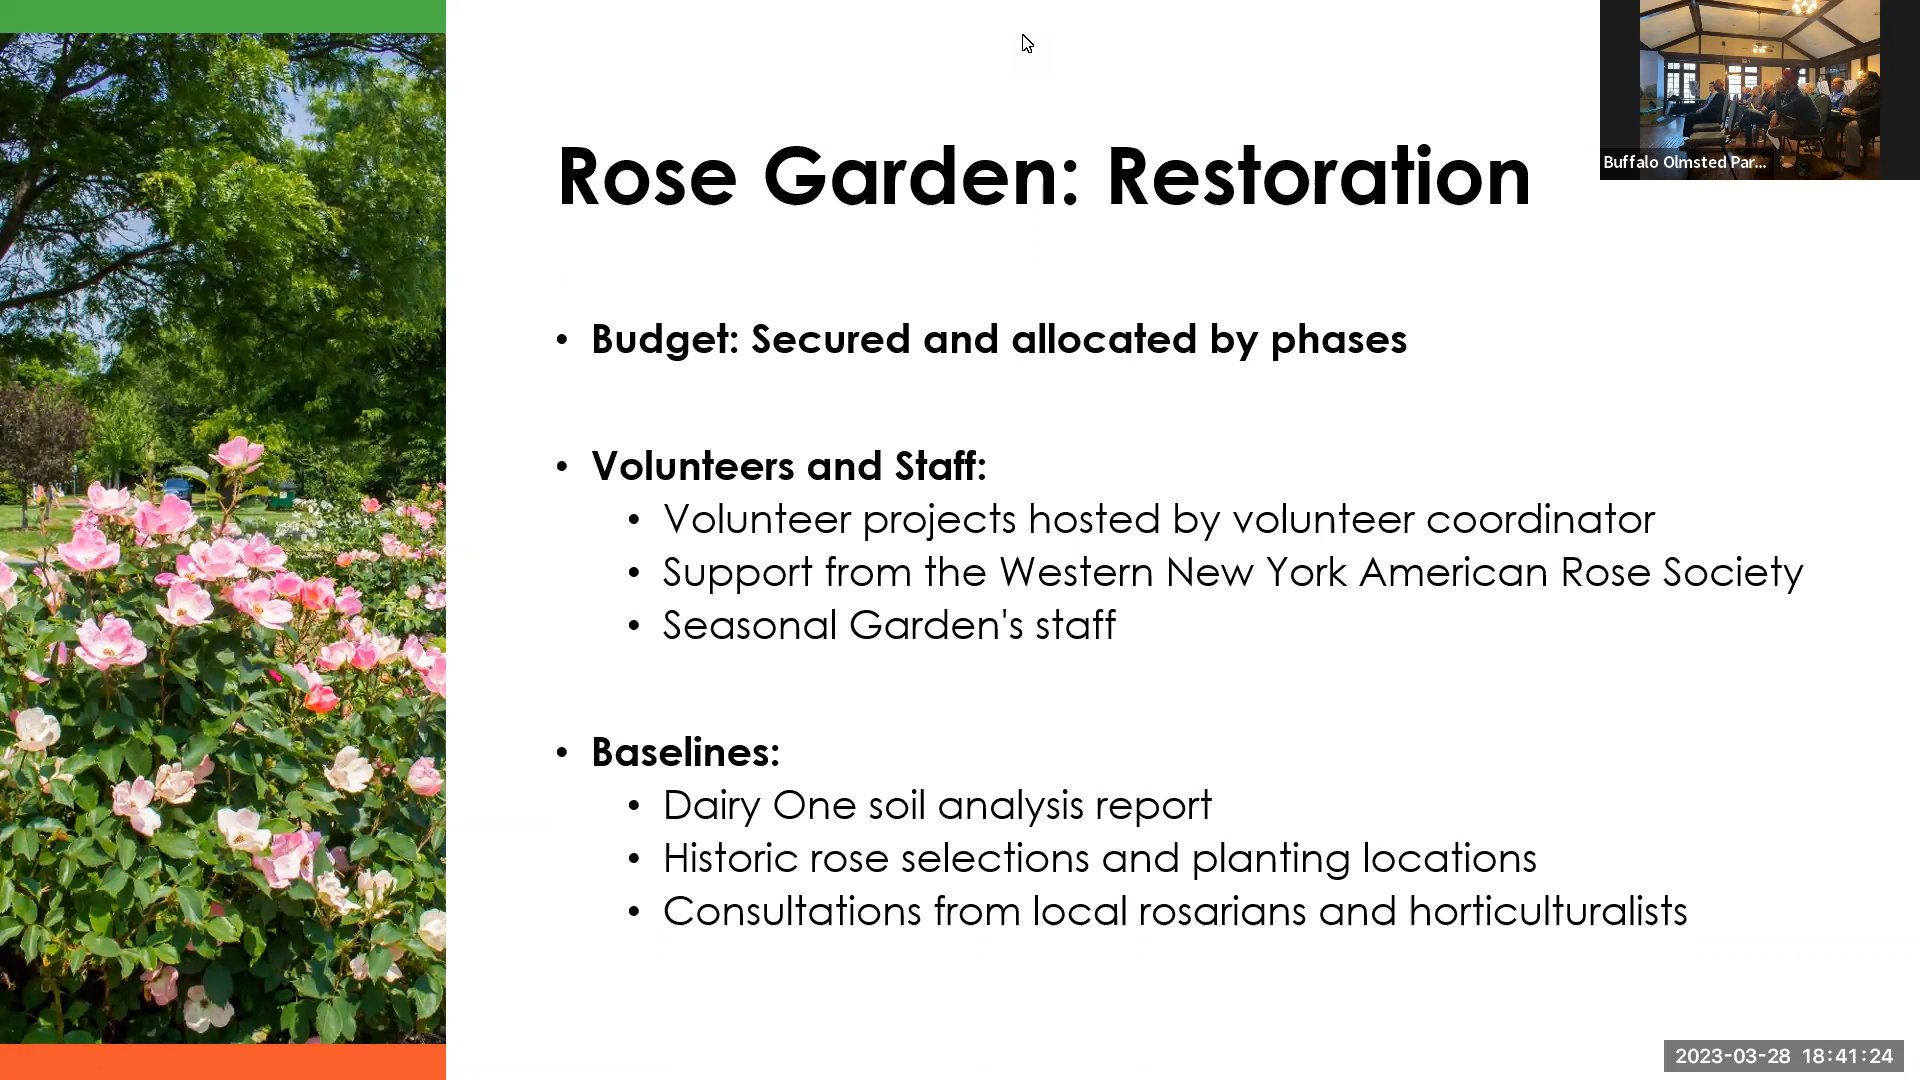 Rose Garden: Restoration
Buffalo Olmsted Par...
• Budget: Secured and allocated by phases
• Volunteers and Staff:
• Volunteer projects hosted by volunteer coordinator
• Support from the Western New York American Rose Society
• Seasonal Garden's staff
• Baselines:
• Dairy One soil analysis report
• Historic rose selections and planting locations
• Consultations from local rosarians and horticulturalists
2023-03-28 18:41:24